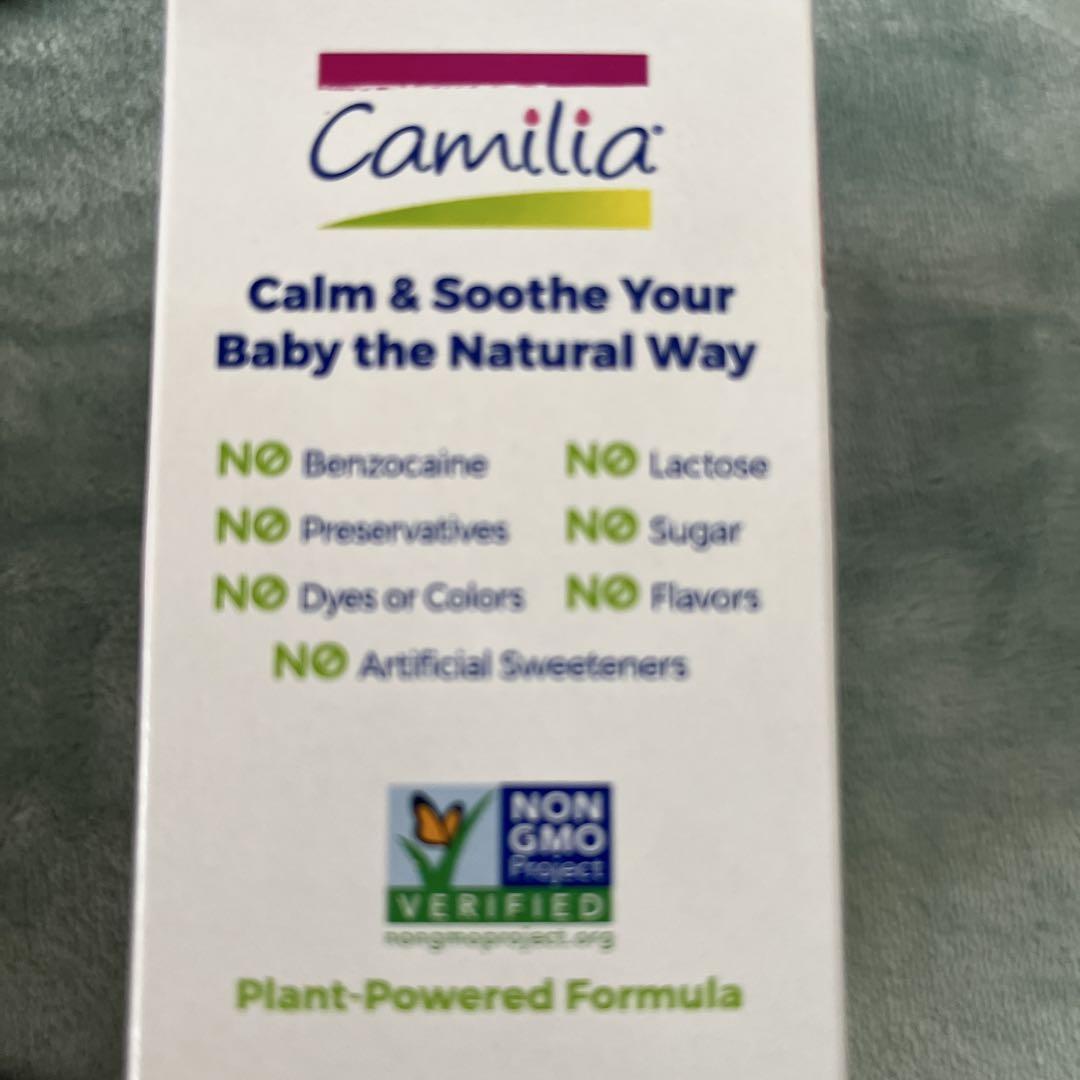 Camilia
Calm & Soothe Your
Baby the Natural Way
NO Benzocaine NO Lactose
NO Preservatives NO Sugar
NO Dyes or Colors NO Flavors
NO Artificial Sweeteners
NON
GMO
Project
VERIFIED
nongmoproject.org
Plant-Powered Formula